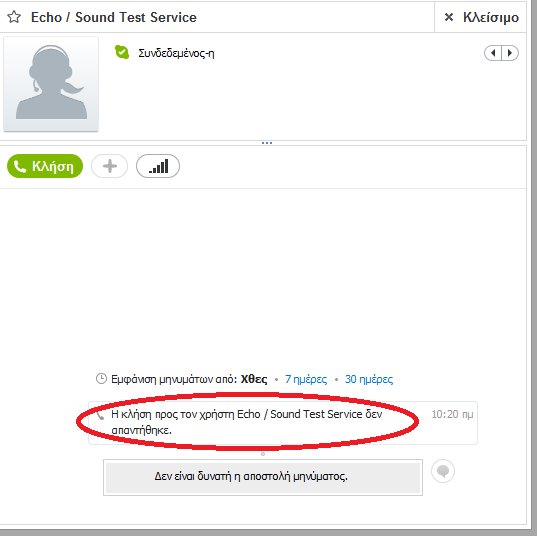 Echo / Sound Test Service
× Κλείσιμο
Συνδεδεμένος-η
Κλήση
Εμφάνιση μηνυμάτων από: Χθες • 7 ημέρες • 30 ημέρες
Η κλήση προς τον χρήστη Echo / Sound Test Service δεν
απαντήθηκε.
10:20 πμ
Δεν είναι δυνατή η αποστολή μηνύματος.